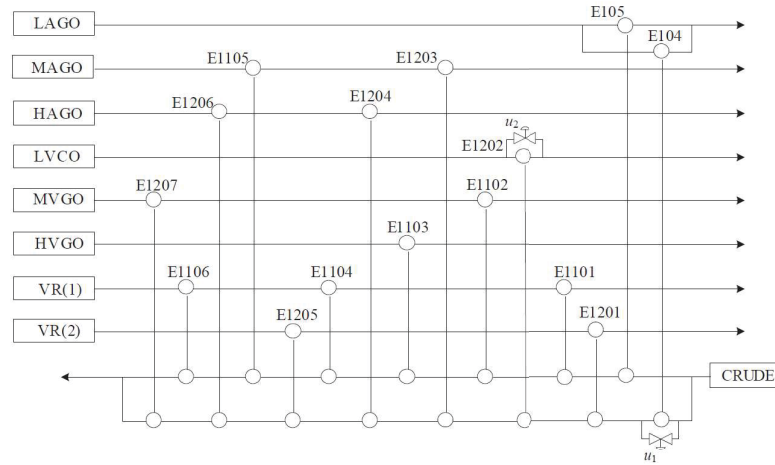 LAGO
E105
E104
MAGO
E1105
E1203
HAGO
E1206
E1204
u2
LVCO
E1202
MVGO
E1207
E1102
HVGO
E1103
VR(1)
E1106
E1104
E1101
VR(2)
E1205
E1201
CRUDE
u1